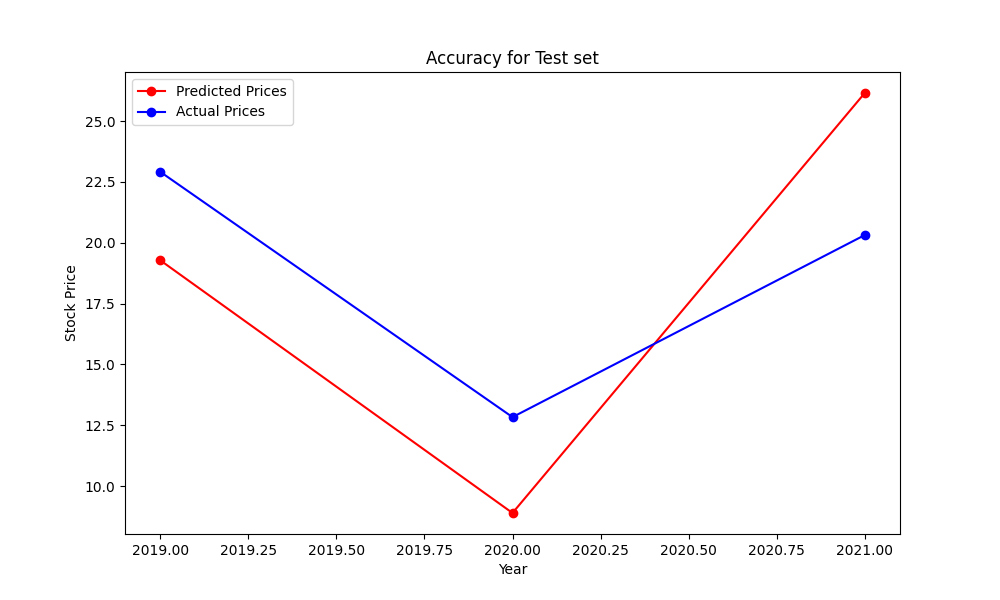 Accuracy for Test set
Predicted Prices
Actual Prices
25.0
22.5
20.0
17.5
15.0
12.5
10.0
Stock Price
2019.00 2019.25 2019.50 2019.75 2020.00 2020.25 2020.50 2020.75 2021.00
Year